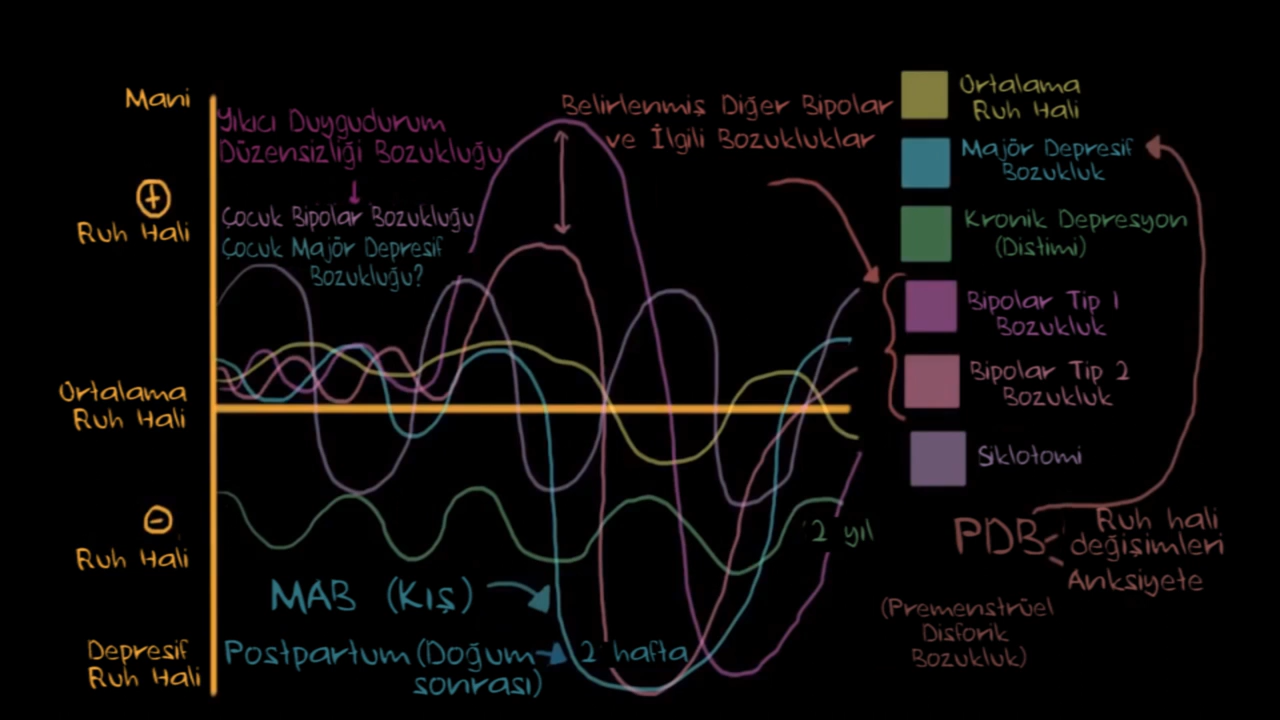 Mani
+
Ruh Hali
Ortalama
Ruh Hali
-
Ruh Hali
Depresif
Ruh Hali
Yıkıcı Duygudurum
Düzensizliği Bozukluğu
Çocuk Bipolar Bozukluğu
Çocuk Majör Depresif
Bozukluğu?
Belirlenmiş Diğer Bipolar
ve İlgili Bozukluklar
MAB (Kış)
Postpartum (Doğum
sonrası)
2 hafta
2 yıl
Ortalama
Ruh Hali
Majör Depresif
Bozukluk
Kronik Depresyon
(Distimi)
Bipolar Tip 1
Bozukluk
Bipolar Tip 2
Bozukluk
Siklotomi
PDB
Ruh hali
değişimleri
Anksiyete
(Premenstrüel
Disforik
Bozukluk)